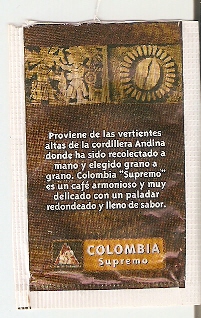 Proviene de las vertientes
altas de la cordillera Andina
donde ha sido recolectado a
mano y elegido grano a
grano. Colombia "Supremo"
es un café armonioso y muy
delicado con un paladar
redondeado y lleno de sabor.
COLOMBIA
Supremo